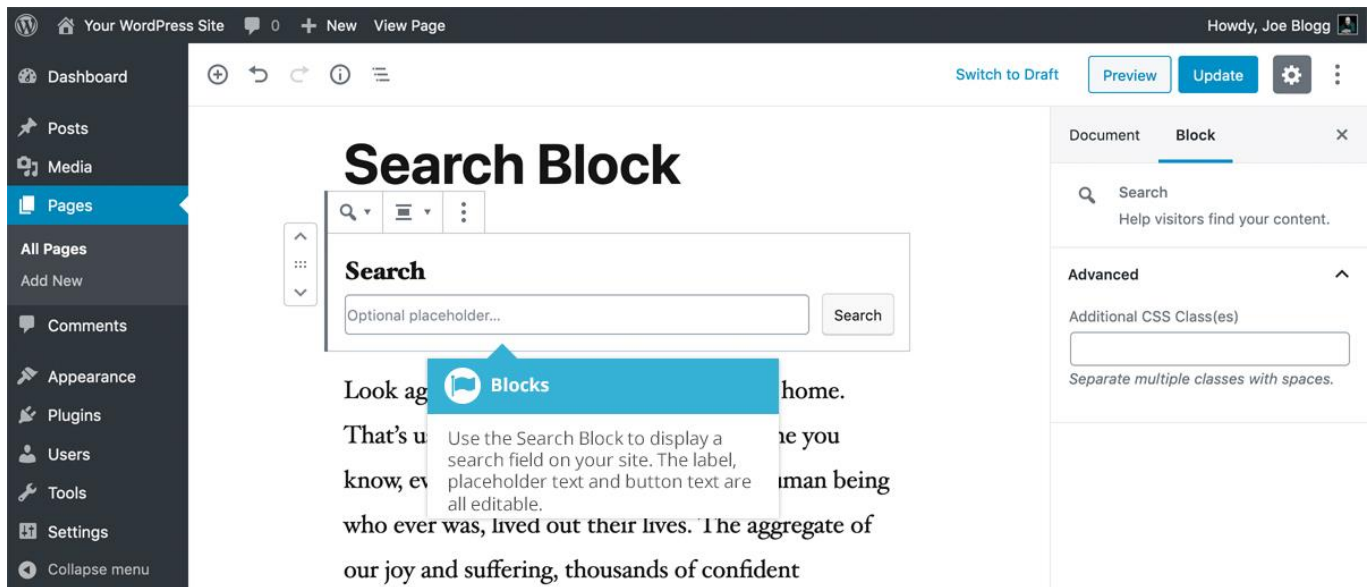 Your WordPress Site 0 New View Page Howdy, Joe Blogg
Dashboard
Posts
Media
Pages
All Pages
Add New
Comments
Appearance
Plugins
Users
Tools
Settings
Collapse menu
Switch to Draft Preview Update
Search Block
Search
Optional placeholder... Search
Blocks
Use the Search Block to display a
search field on your site. The label,
placeholder text and button text are
all editable.
Look home.
That's you
know, being
who ever was, lived out their lives. The aggregate of
our joy and suffering, thousands of confident
Document Block
Search
Help visitors find your content.
Advanced
Additional CSS Class(es)
Separate multiple classes with spaces.